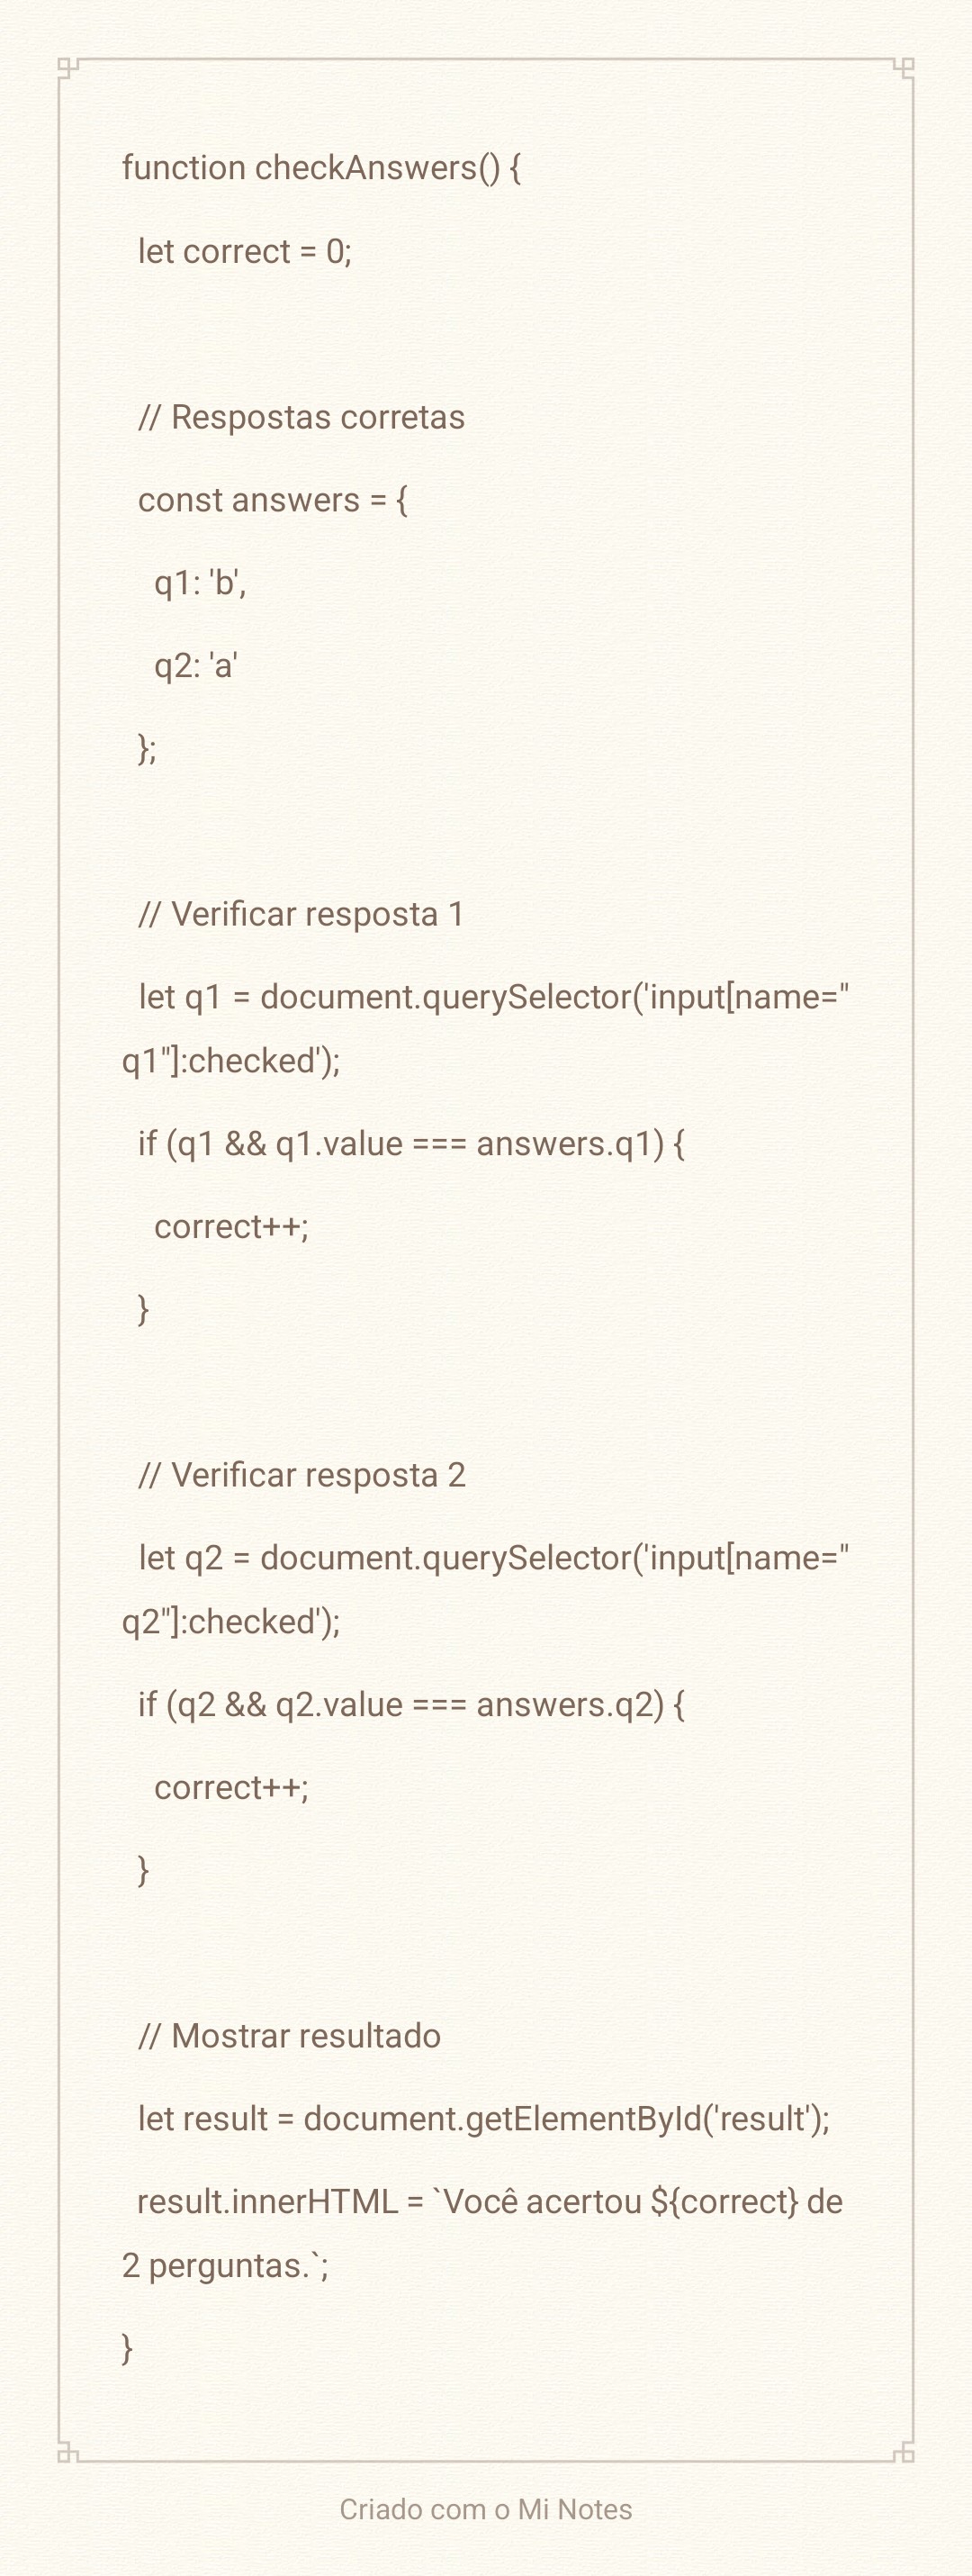 function checkAnswers() {
let correct = 0;
// Respostas corretas
const answers = {
q1: 'b',
q2: 'a'
};
// Verificar resposta 1
let q1 = document.querySelector('input[name="
q1"]:checked');
if (q1 && q1.value === answers.q1) {
correct++;
}
// Verificar resposta 2
let q2 = document.querySelector('input[name="
q2"]:checked');
if (q2 && q2.value === answers.q2) {
correct++;
}
// Mostrar resultado
let result = document.getElementById('result');
result.innerHTML = `Você acertou ${correct} de
2 perguntas.`;
}
Criado com o Mi Notes